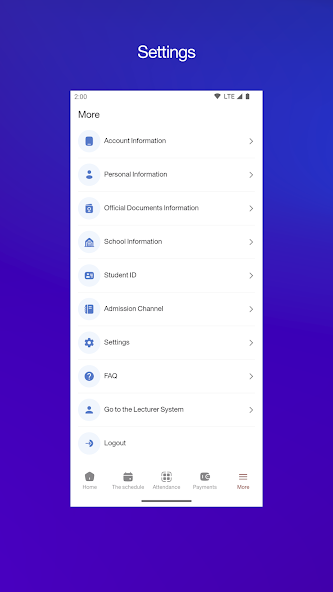 Settings
2:00 LTE
More
Account Information
Personal Information
Official Documents Information
School Information
Student ID
Admission Channel
Settings
FAQ
Go to the Lecturer System
Logout
Home The schedule Attendance Payments More